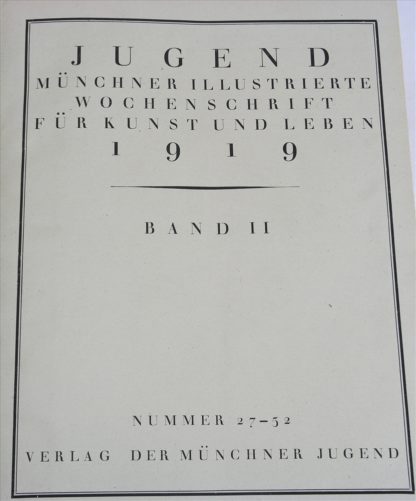 JUGEND
MÜNCHNER ILLUSTRIERTE
WOCHENSCHRIFT
FÜR KUNST UND LEBEN
1919
BAND II
NUMMER 27–52
VERLAG DER MÜNCHNER JUGEND